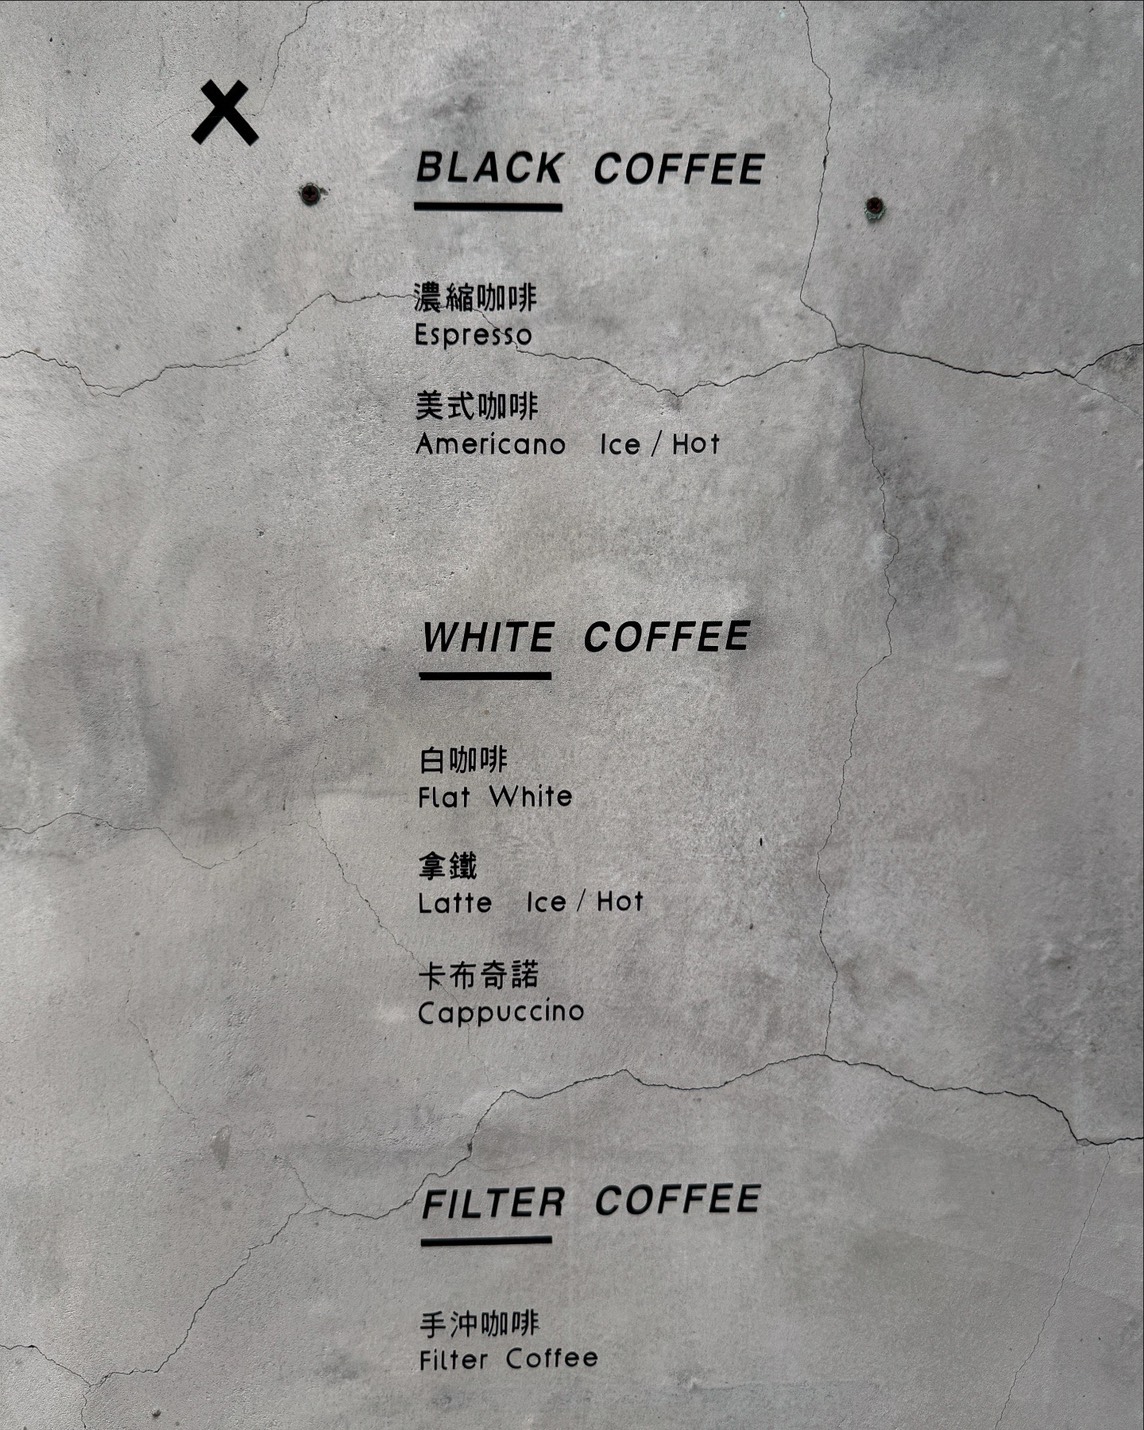 X
BLACK COFFEE
濃縮咖啡
Espresso
美式咖啡
Americano Ice / Hot
WHITE COFFEE
白咖啡
Flat White
拿鐵
Latte Ice / Hot
卡布奇諾
Cappuccino
FILTER COFFEE
手沖咖啡
Filter Coffee